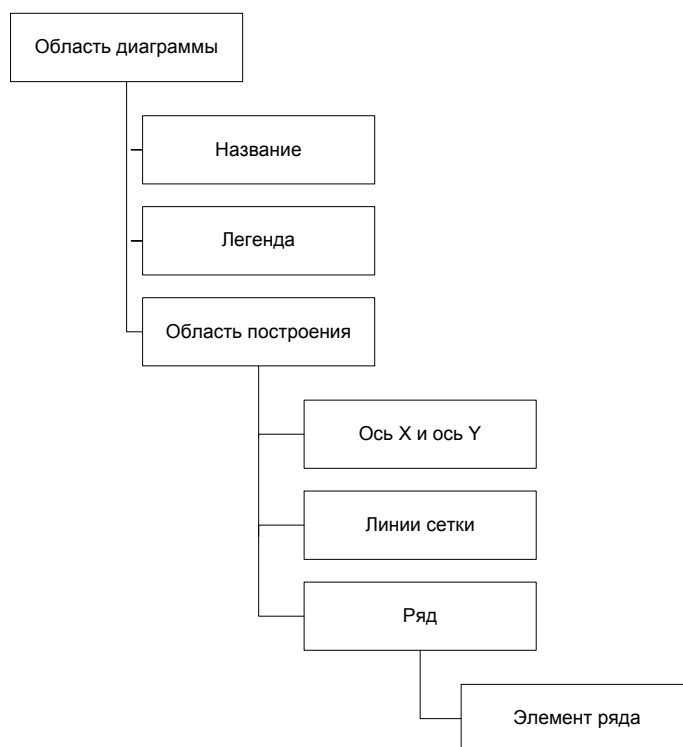 Область диаграммы
Название
Легенда
Область построения
Ось X и ось Y
Линии сетки
Ряд
Элемент ряда